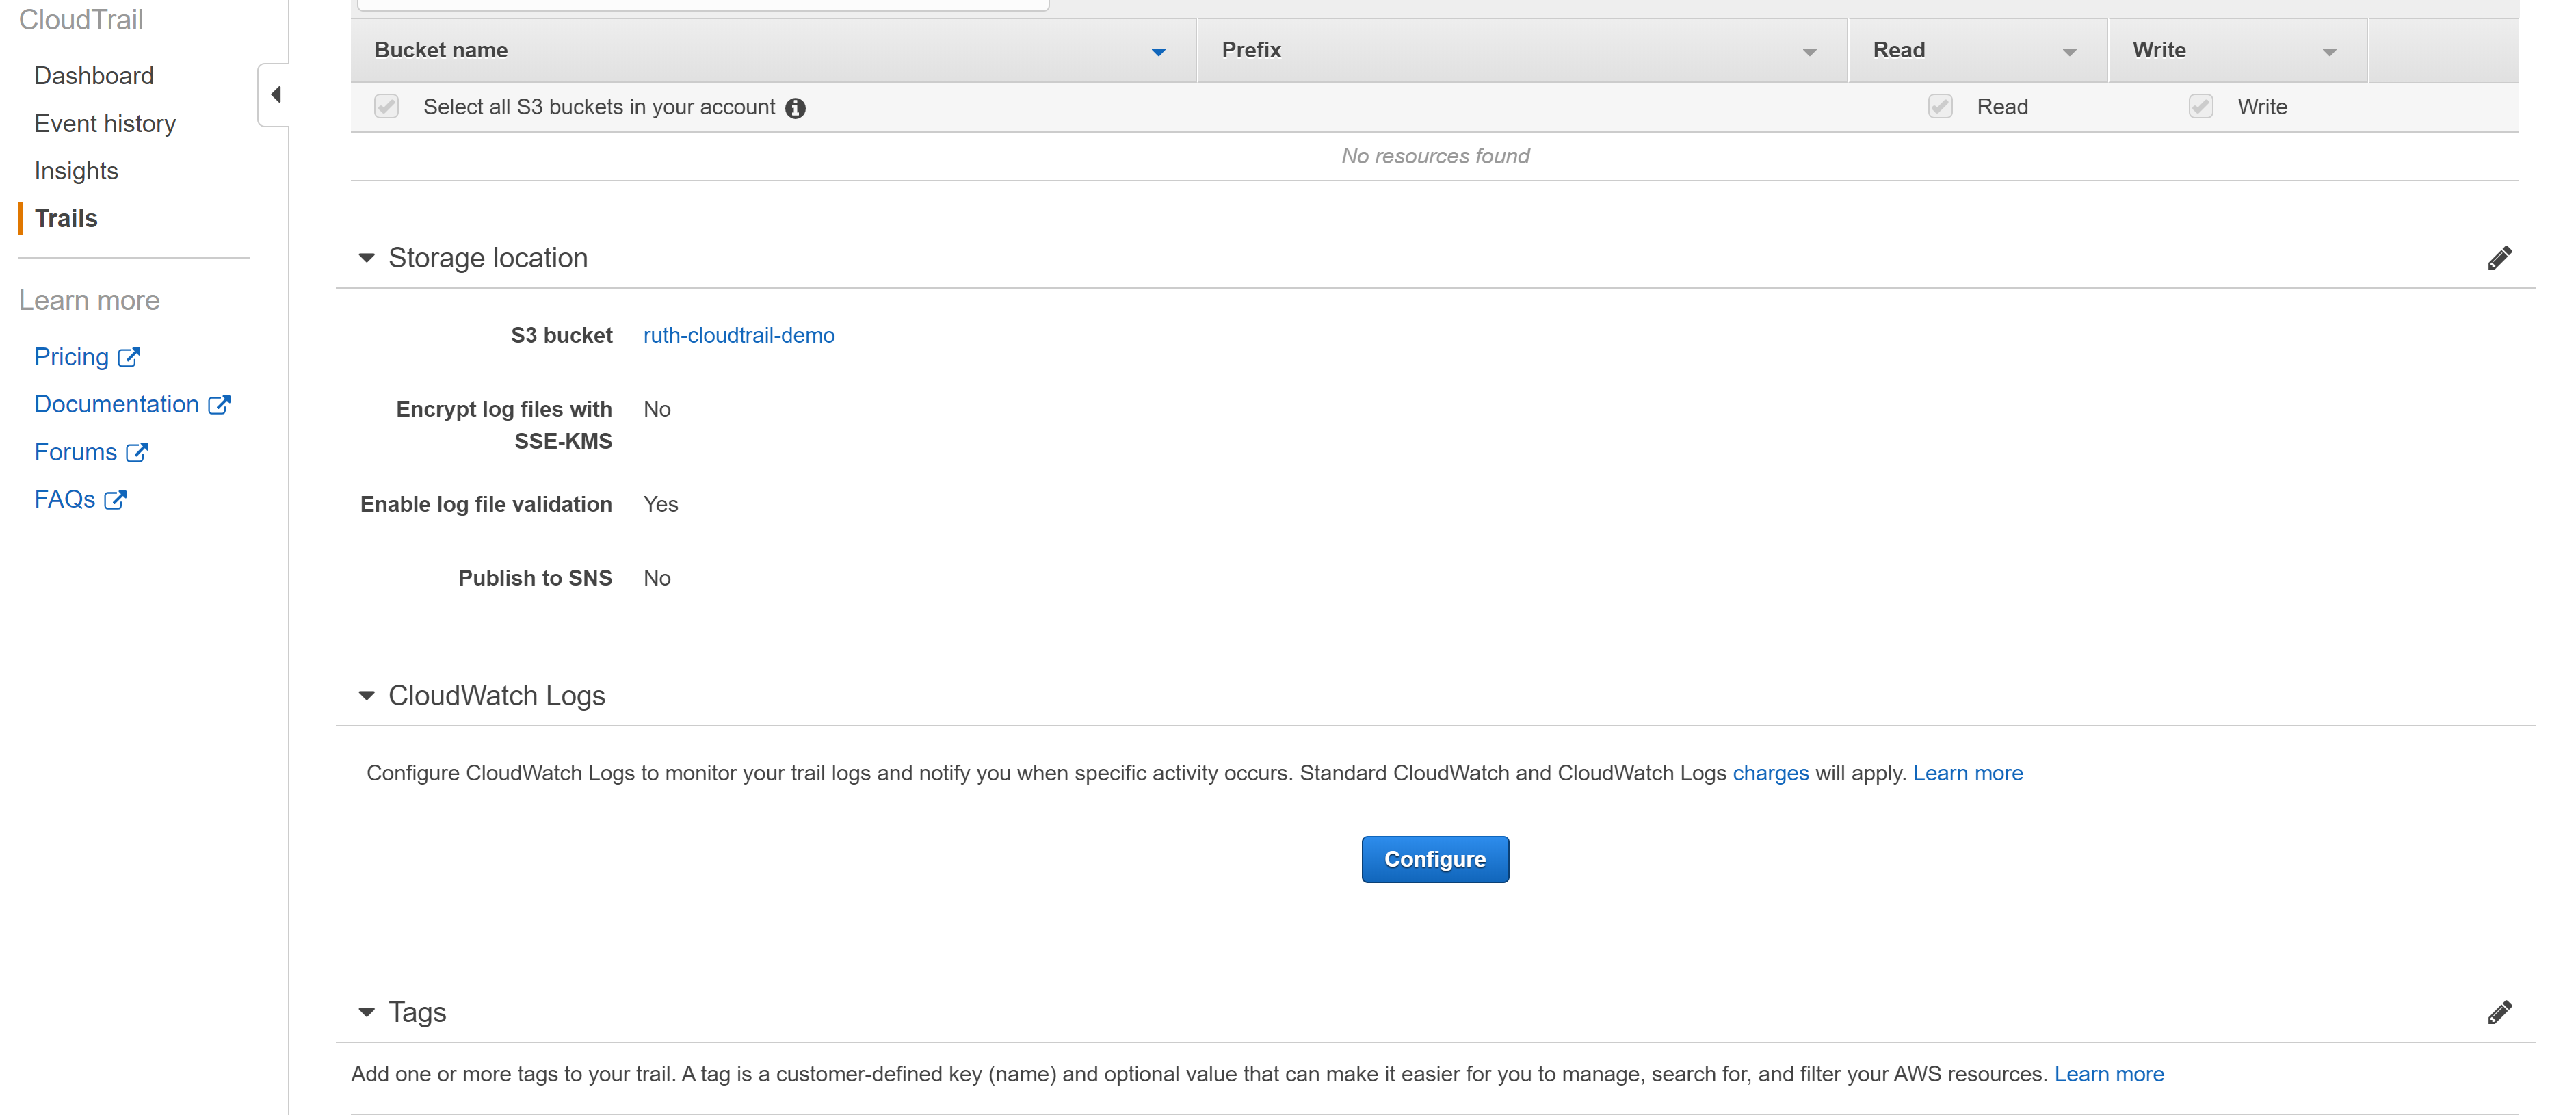 CloudTrail
Dashboard
Event history
Insights
Trails
Learn more
Pricing
Documentation
Forums
FAQs
Bucket name Prefix Read Write
Select all S3 buckets in your account Read Write
No resources found
Storage location
S3 bucket ruth-cloudtrail-demo
Encrypt log files with No
SSE-KMS
Enable log file validation Yes
Publish to SNS No
CloudWatch Logs
Configure CloudWatch Logs to monitor your trail logs and notify you when specific activity occurs. Standard CloudWatch and CloudWatch Logs charges will apply. Learn more
Configure
Tags
Add one or more tags to your trail. A tag is a customer-defined key (name) and optional value that can make it easier for you to manage, search for, and filter your AWS resources. Learn more